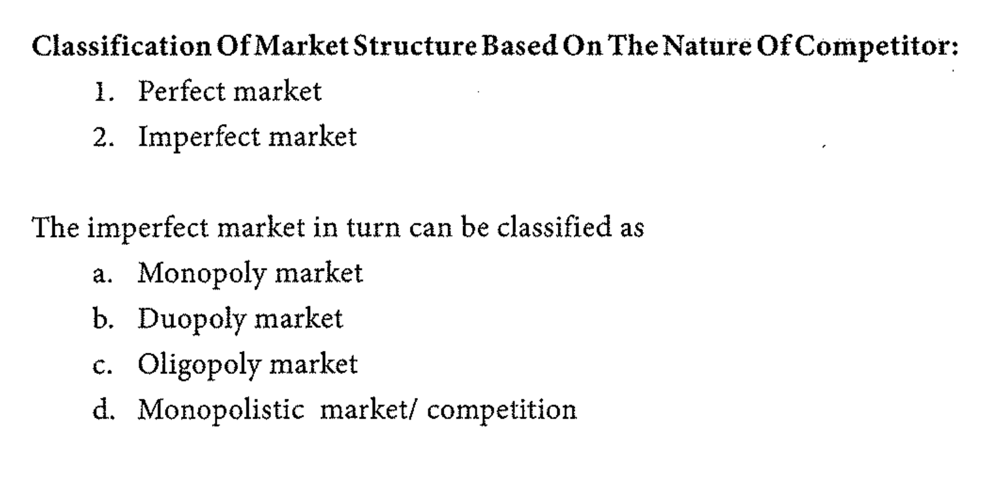 Classification Of Market Structure Based On The Nature Of Competitor:
1. Perfect market
2. Imperfect market
The imperfect market in turn can be classified as
a. Monopoly market
b. Duopoly market
c. Oligopoly market
d. Monopolistic market/ competition